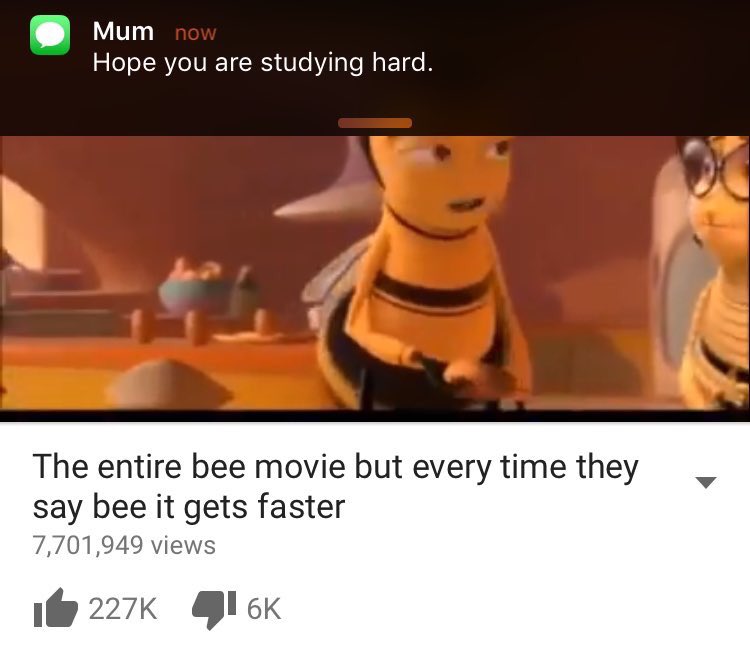 Mum now
Hope you are studying hard.
The entire bee movie but every time they
say bee it gets faster
7,701,949 views
227K 6K